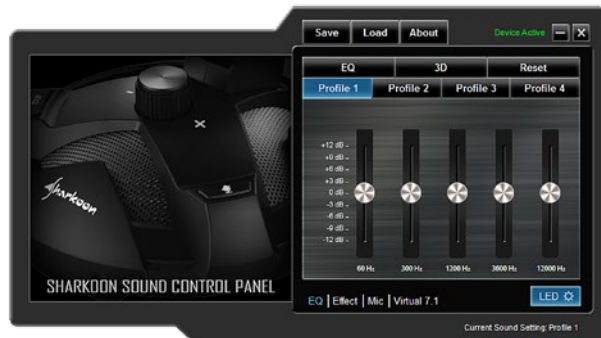 Save Load About Device Active
EQ 3D Reset
Profile 1 Profile 2 Profile 3 Profile 4
+12 dB
+9 dB
+6 dB
+3 dB
0 dB
-3 dB
-6 dB
-9 dB
-12 dB
60 Hz 300 Hz 1200 Hz 3600 Hz 12000 Hz
Sharkoon
SHARKOON SOUND CONTROL PANEL
EQ Effect Mic Virtual 7.1 LED
Current Sound Setting: Profile 1